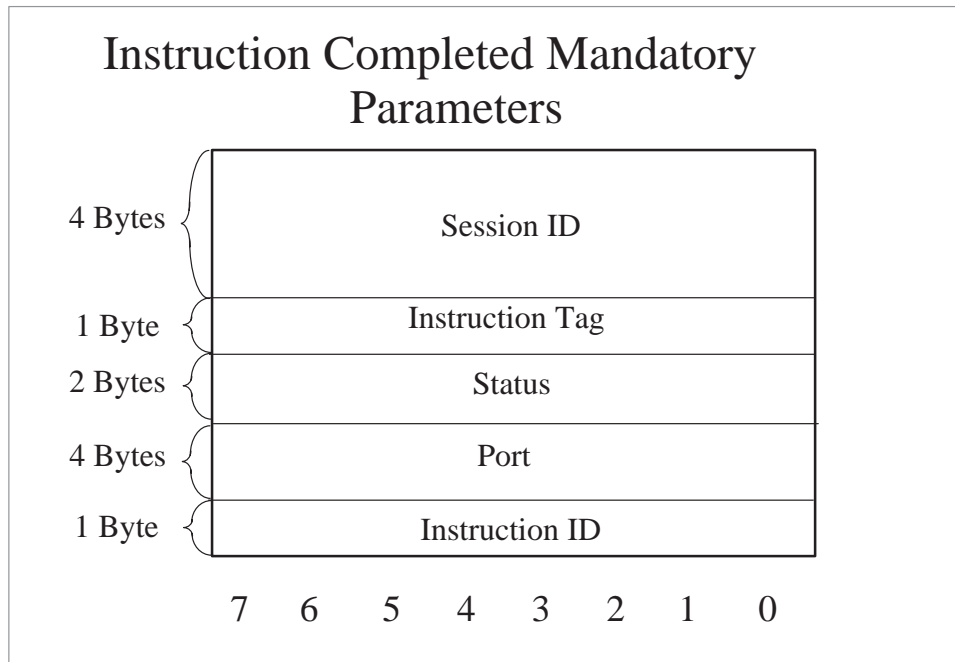 Instruction Completed Mandatory
Parameters
4 Bytes
Session ID
1 Byte
Instruction Tag
2 Bytes
Status
4 Bytes
Port
1 Byte
Instruction ID
7 6 5 4 3 2 1 0